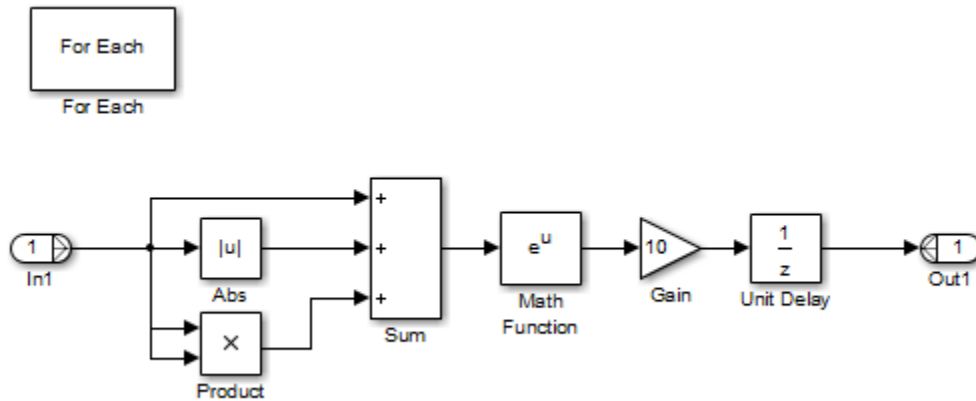 For Each
For Each
+
1
In1
|u|
Abs
+
+
Sum
e^u
Math
Function
10
Gain
1
z
Unit Delay
1
Out1
×
Product